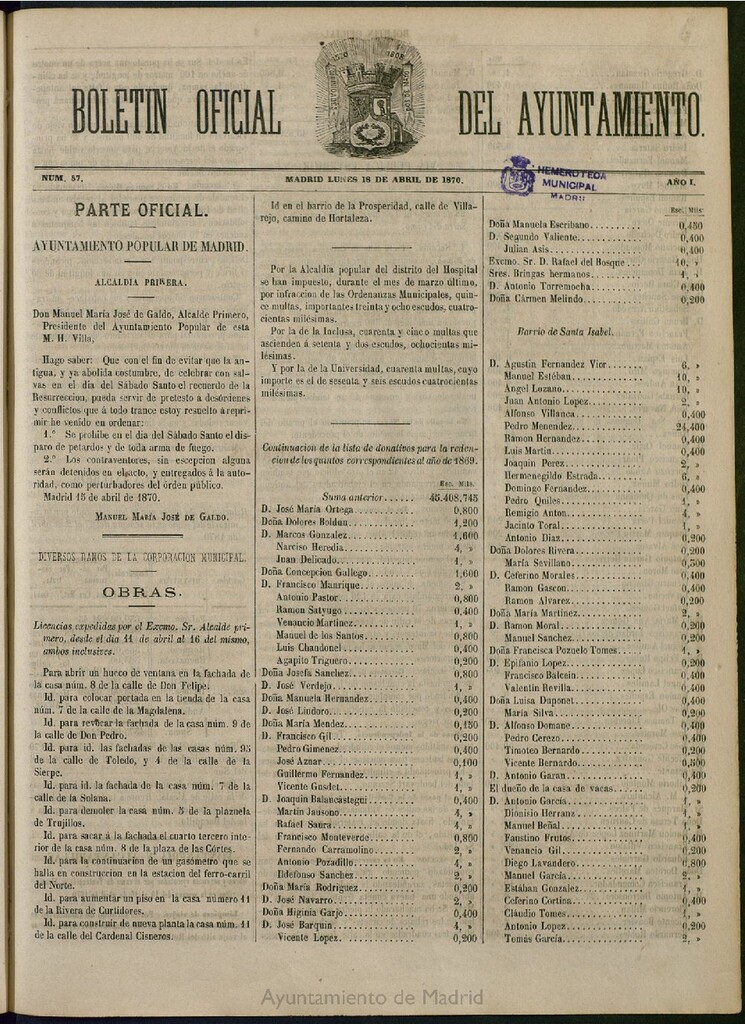 BOLETIN OFICIAL DEL AYUNTAMIENTO.
NUM. 57.
MADRID LUNES 18 DE ABRIL DE 1870.
AÑO I.
HEMEROTECA
MUNICIPAL
MADRID
PARTE OFICIAL.
AYUNTAMIENTO POPULAR DE MADRID.
ALCALDIA PRIMERA.
Don Manuel María José de Galdo, Alcalde Primero,
Presidente del Ayuntamiento Popular de esta
M. H. Villa,
Hago saber: Que con el fin de evitar que la an-
tigua, y ya abolida costumbre, de celebrar con sal-
vas en el dia del Sábado Santo el recuerdo de la
Resurreccion, pueda servir de pretesto á desórdenes
y conflictos que á todo trance estoy resuelto á repri-
mir he venido en ordenar:
1.º Se prohibe en el dia del Sábado Santo el dis-
paro de petardos y de toda arma de fuego.
2.º Los contraventores, sin escepcion alguna
serán detenidos en el acto, y entregados á la auto-
ridad, como perturbadores del órden público.
Madrid 15 de abril de 1870.
MANUEL MARÍA JOSÉ DE GALDO.
DIVERSOS RAMOS DE LA CORPORACION MUNICIPAL.
OBRAS.
Licencias expedidas por el Excmo. Sr. Alcalde pri-
mero, desde el dia 11 de abril al 16 del mismo,
ambos inclusives.
Para abrir un hueco de ventana en la fachada de
la casa núm. 8 de la calle de Don Felipe.
Id. para colocar portada en la tienda de la casa
núm. 7 de la calle de la Magdalena.
Id. para revocar la fachada de la casa núm. 9 de
la calle de Don Pedro.
Id. para id. las fachadas de las casas núm. 95
de la calle de Toledo, y 4 de la calle de la
Sierpe.
Id. para id. la fachada de la casa núm. 7 de la
calle de la Solana.
Id. para demoler la casa núm. 5 de la plazuela
de Trujillos.
Id. para sacar á la fachada el cuarto tercero inte-
rior de la casa núm. 8 de la plaza de las Córtes.
Id. para la continuacion de un gasómetro que se
halla en construccion en la estacion del ferro-carril
del Norte.
Id. para aumentar un piso en la casa número 11
de la Rivera de Curtidores.
Id. para construir de nueva planta la casa núm. 11
de la calle del Cardenal Cisneros.
Id en el barrio de la Prosperidad, calle de Villa-
rejo, camino de Hortaleza.
Por la Alcaldía popular del distrito del Hospital
se han impuesto, durante el mes de marzo último,
por infraccion de las Ordenanzas Municipales, quin-
ce multas, importantes treinta y ocho escudos, cuatro-
cientas milésimas.
Por la de la Inclusa, cuarenta y cinco multas que
ascienden á setenta y dos escudos, ochocientas mi-
lésimas.
Y por la de la Universidad, cuarenta multas, cuyo
importe es el de sesenta y seis escudos cuatrocientas
milésimas.
Continuacion de la lista de donativos para la reden-
cion de los quintos correspondientes al año de 1869.
Esc. Mils.
Suma anterior...... 45.408,745
D. José María Ortega.......... 0,800
Doña Dolores Roldun.......... 1,200
D. Marcos Gonzalez.......... 1,600
Narciso Heredia.......... 4, »
Juan Delicado.......... 1, »
Doña Concepcion Gallego.......... 1,600
D. Francisco Manrique.......... 2, »
Antonio Pastor.......... 0,800
Ramon Satyugo.......... 0,400
Venancio Martinez.......... 1, »
Manuel de los Santos.......... 0,800
Luis Chandonel.......... 0,400
Agapito Triguero.......... 0,200
Doña Josefa Sanchez.......... 0,800
D. José Verdejo.......... 1, »
Doña Manuela Hernandez.......... 0,400
D. José Lindoro.......... 0,200
Doña María Mendez.......... 0,150
D. Francisco Gil.......... 0,200
Pedro Gimenez.......... 0,400
José Aznar.......... 0,100
Guillermo Fernandez.......... 1, »
Vicente Gasdet.......... 1, »
D. Joaquin Balancastegui.......... 0,400
Martin Jausono.......... 4, »
Rafael Saura.......... 4, »
Francisco Monteverde.......... 0,800
Fernando Carramolino.......... 2, »
Antonio Pozadillo.......... 4, »
Ildefonso Sanchez.......... 2, »
Doña María Rodriguez.......... 0,200
D. José Navarro.......... 2, »
Doña Higinia Garjo.......... 0,400
D. José Barquin.......... 4, »
Vicente Lopez.......... 0,200
Esc. Mils
Doña Manuela Escribano.......... 0,450
D. Segundo Valiente.......... 0,400
Julian Asis.......... 0,400
Excmo. Sr. D. Rafael del Bosque... 10, »
Sres. Bringas hermanos.......... 4, »
D. Antonio Torremocha.......... 0,400
Doña Cármen Melindo.......... 0,200
Barrio de Santa Isabel.
D. Agustin Fernandez Vior....... 6, »
Manuel Estéban.......... 10, »
Angel Lozano.......... 10, »
Juan Antonio Lopez.......... 2, »
Alfonso Villanca.......... 0,400
Pedro Menendez.......... 24,400
Ramon Hernandez.......... 0,400
Luis Martin.......... 0,400
Joaquin Perez.......... 2, »
Hermenegildo Estrada.......... 6, »
Domingo Fernandez.......... 0,400
Pedro Quiles.......... 1, »
Remigio Anton.......... 4, »
Jacinto Toral.......... 1, »
Antonio Diaz.......... 0,200
Doña Dolores Rivera.......... 0,200
María Sevillano.......... 0,300
D. Ceferino Morales.......... 0,400
Ramon Gascon.......... 0,400
Ramon Alvarez.......... 0,200
Doña María Martinez.......... 2, »
D. Ramon Moral.......... 0,200
Manuel Sanchez.......... 0,200
Doña Francisca Pozuelo Tomes...... 1, »
D. Epifanio Lopez.......... 0,200
Francisco Balcein.......... 0,400
Valentin Revilla.......... 0,400
Doña Luisa Duponet.......... 0,400
María Silva.......... 0,200
D. Alfonso Domane.......... 0,400
Pedro Cerezo.......... 0,400
Timoteo Bernardo.......... 0,200
Vicente Bernardo.......... 0,300
D. Antonio Garan.......... 0,400
El dueño de la casa de vacas.......... 0,200
D. Antonio García.......... 1, »
Dionisio Herranz.......... 1, »
Manuel Beñal.......... 1, »
Faustino Frutos.......... 0,400
Venancio Gil.......... 0,200
Diego Lavandero.......... 0,800
Manuel García.......... 2, »
Estéban Gonzalez.......... 1, »
Ceferino Cortina.......... 0,400
Cláudio Tomes.......... 1, »
Antonio Lopez.......... 0,200
Tomás García.......... 2, »
Ayuntamiento de Madrid